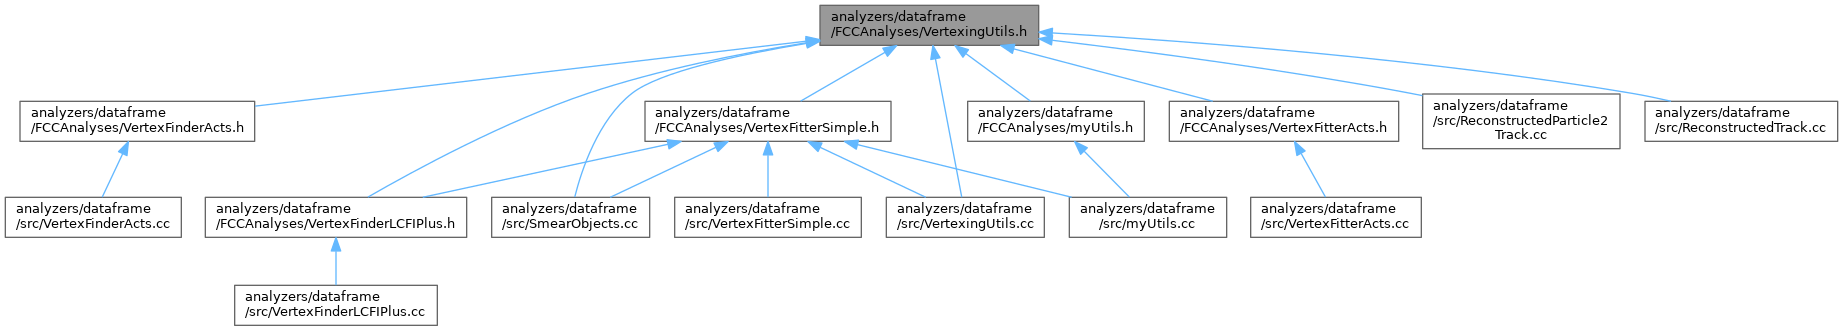 analyzers/dataframe
/FCCAnalyses/VertexingUtils.h
analyzers/dataframe
/FCCAnalyses/VertexFinderActs.h
analyzers/dataframe
/FCCAnalyses/VertexFitterSimple.h
analyzers/dataframe
/FCCAnalyses/myUtils.h
analyzers/dataframe
/FCCAnalyses/VertexFitterActs.h
analyzers/dataframe
/src/ReconstructedParticle2
Track.cc
analyzers/dataframe
/src/ReconstructedTrack.cc
analyzers/dataframe
/src/VertexFinderActs.cc
analyzers/dataframe
/FCCAnalyses/VertexFinderLCFIPlus.h
analyzers/dataframe
/src/SmearObjects.cc
analyzers/dataframe
/src/VertexFitterSimple.cc
analyzers/dataframe
/src/VertexingUtils.cc
analyzers/dataframe
/src/myUtils.cc
analyzers/dataframe
/src/VertexFitterActs.cc
analyzers/dataframe
/src/VertexFinderLCFIPlus.cc